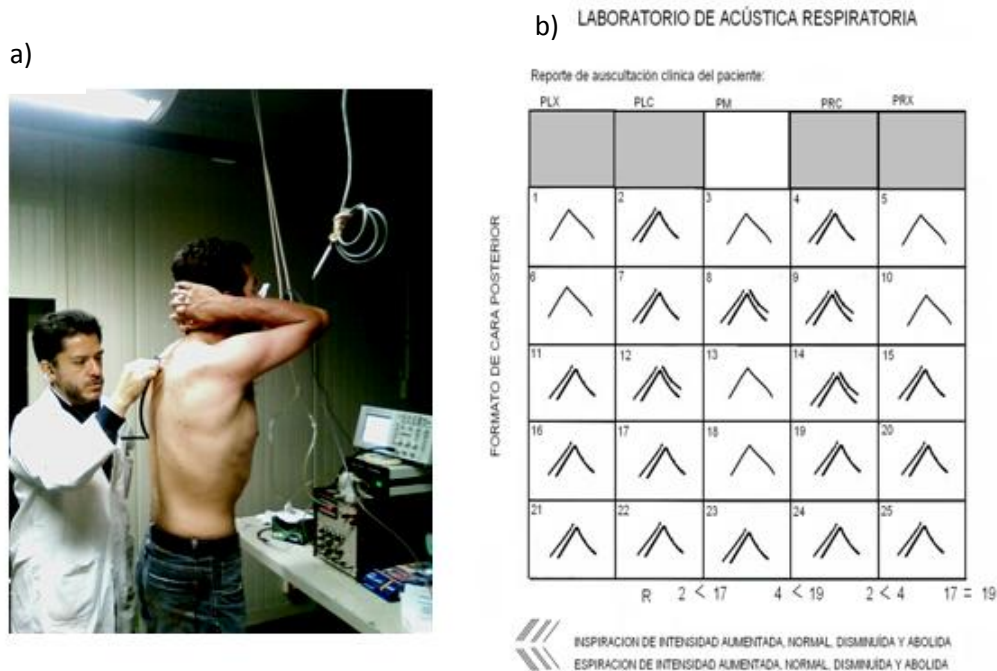 a)
b)
LABORATORIO DE ACÚSTICA RESPIRATORIA
Reporte de auscultación clinica del paciente:
PLX PLC PM PRC PRX
FORMATO DE CARA POSTERIOR
1 2 3 4 5
6 7 8 9 10
11 12 13 14 15
16 17 18 19 20
21 22 23 24 25
R 2 < 17 4 < 19 2 < 4 17 = 19
INSPIRACION DE INTENSIDAD AUMENTADA, NORMAL, DISMINUÍDA Y ABOLIDA
ESPIRACION DE INTENSIDAD AUMENTADA, NORMAL, DISMINUÍDA Y ABOLIDA